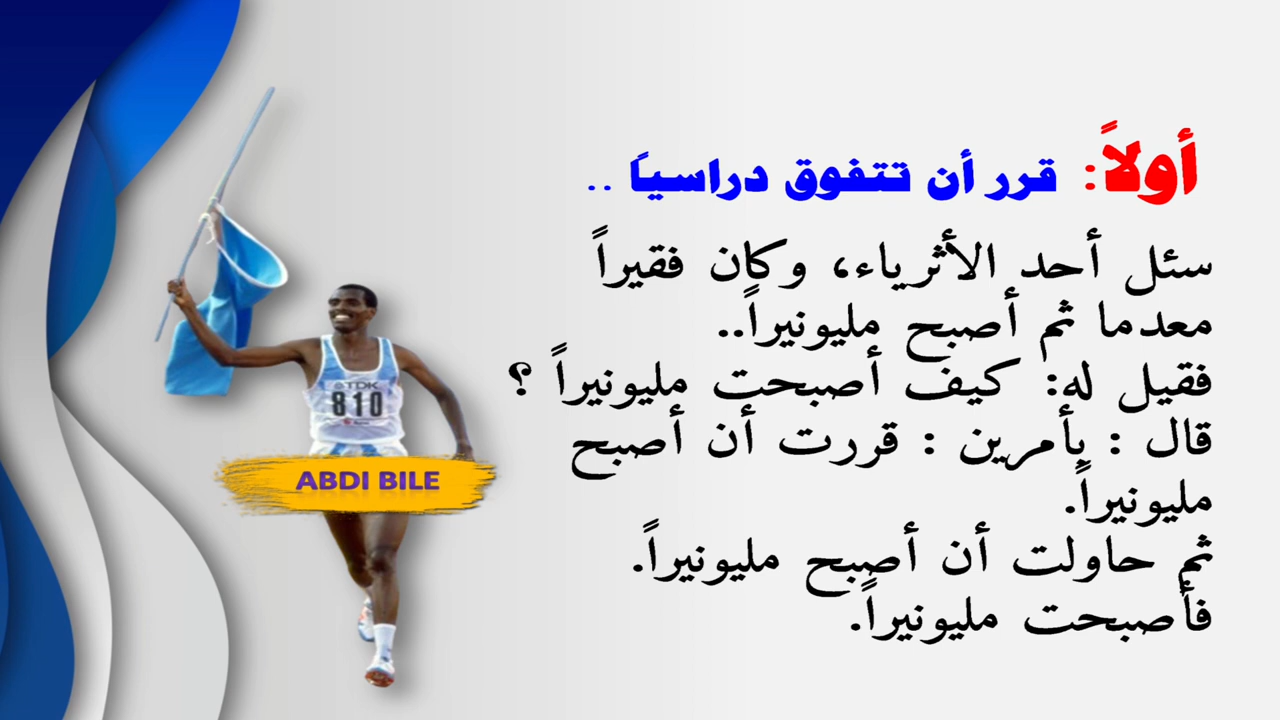 أولاً: قرر أن تتفوق دراسياً ..
سئل أحد الأثرياء، وكان فقيراً
معدما ثم أصبح مليونيراً..
فقيل له: كيف أصبحت مليونيراً ؟
قال : بأمرين : قررت أن أصبح
مليونيراً.
ثم حاولت أن أصبح مليونيراً.
فأصبحت مليونيراً.
TDK
810
ABDI BILE